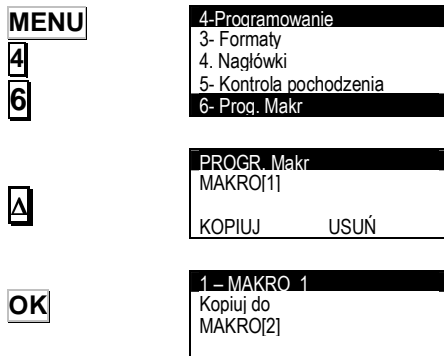 MENU
4
6
4-Programowanie
3- Formaty
4. Nagłówki
5- Kontrola pochodzenia
6- Prog. Makr
Δ
PROGR. Makr
MAKRO[1]
KOPIUJ USUŃ
OK
1 – MAKRO 1
Kopiuj do
MAKRO[2]